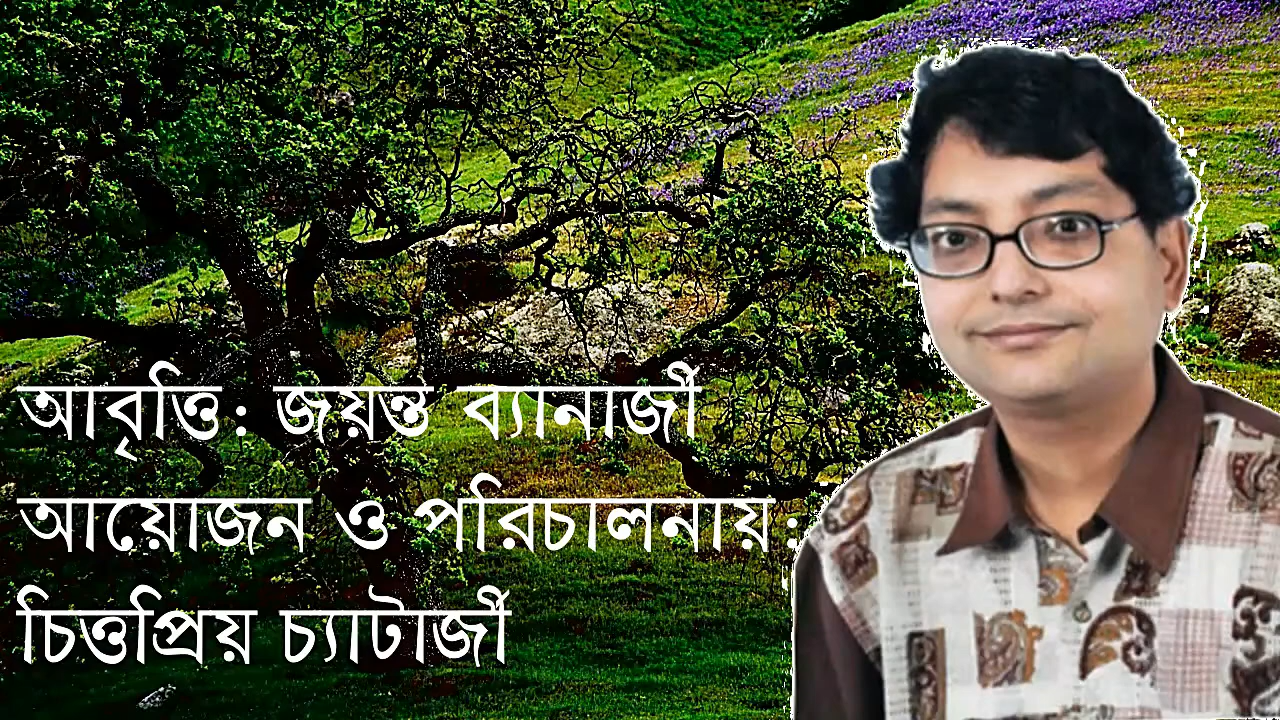 আবৃত্তি: জয়ন্ত ব্যানার্জী
আয়োজন ও পরিচালনায়:
চিত্তপ্রিয় চ্যাটার্জী